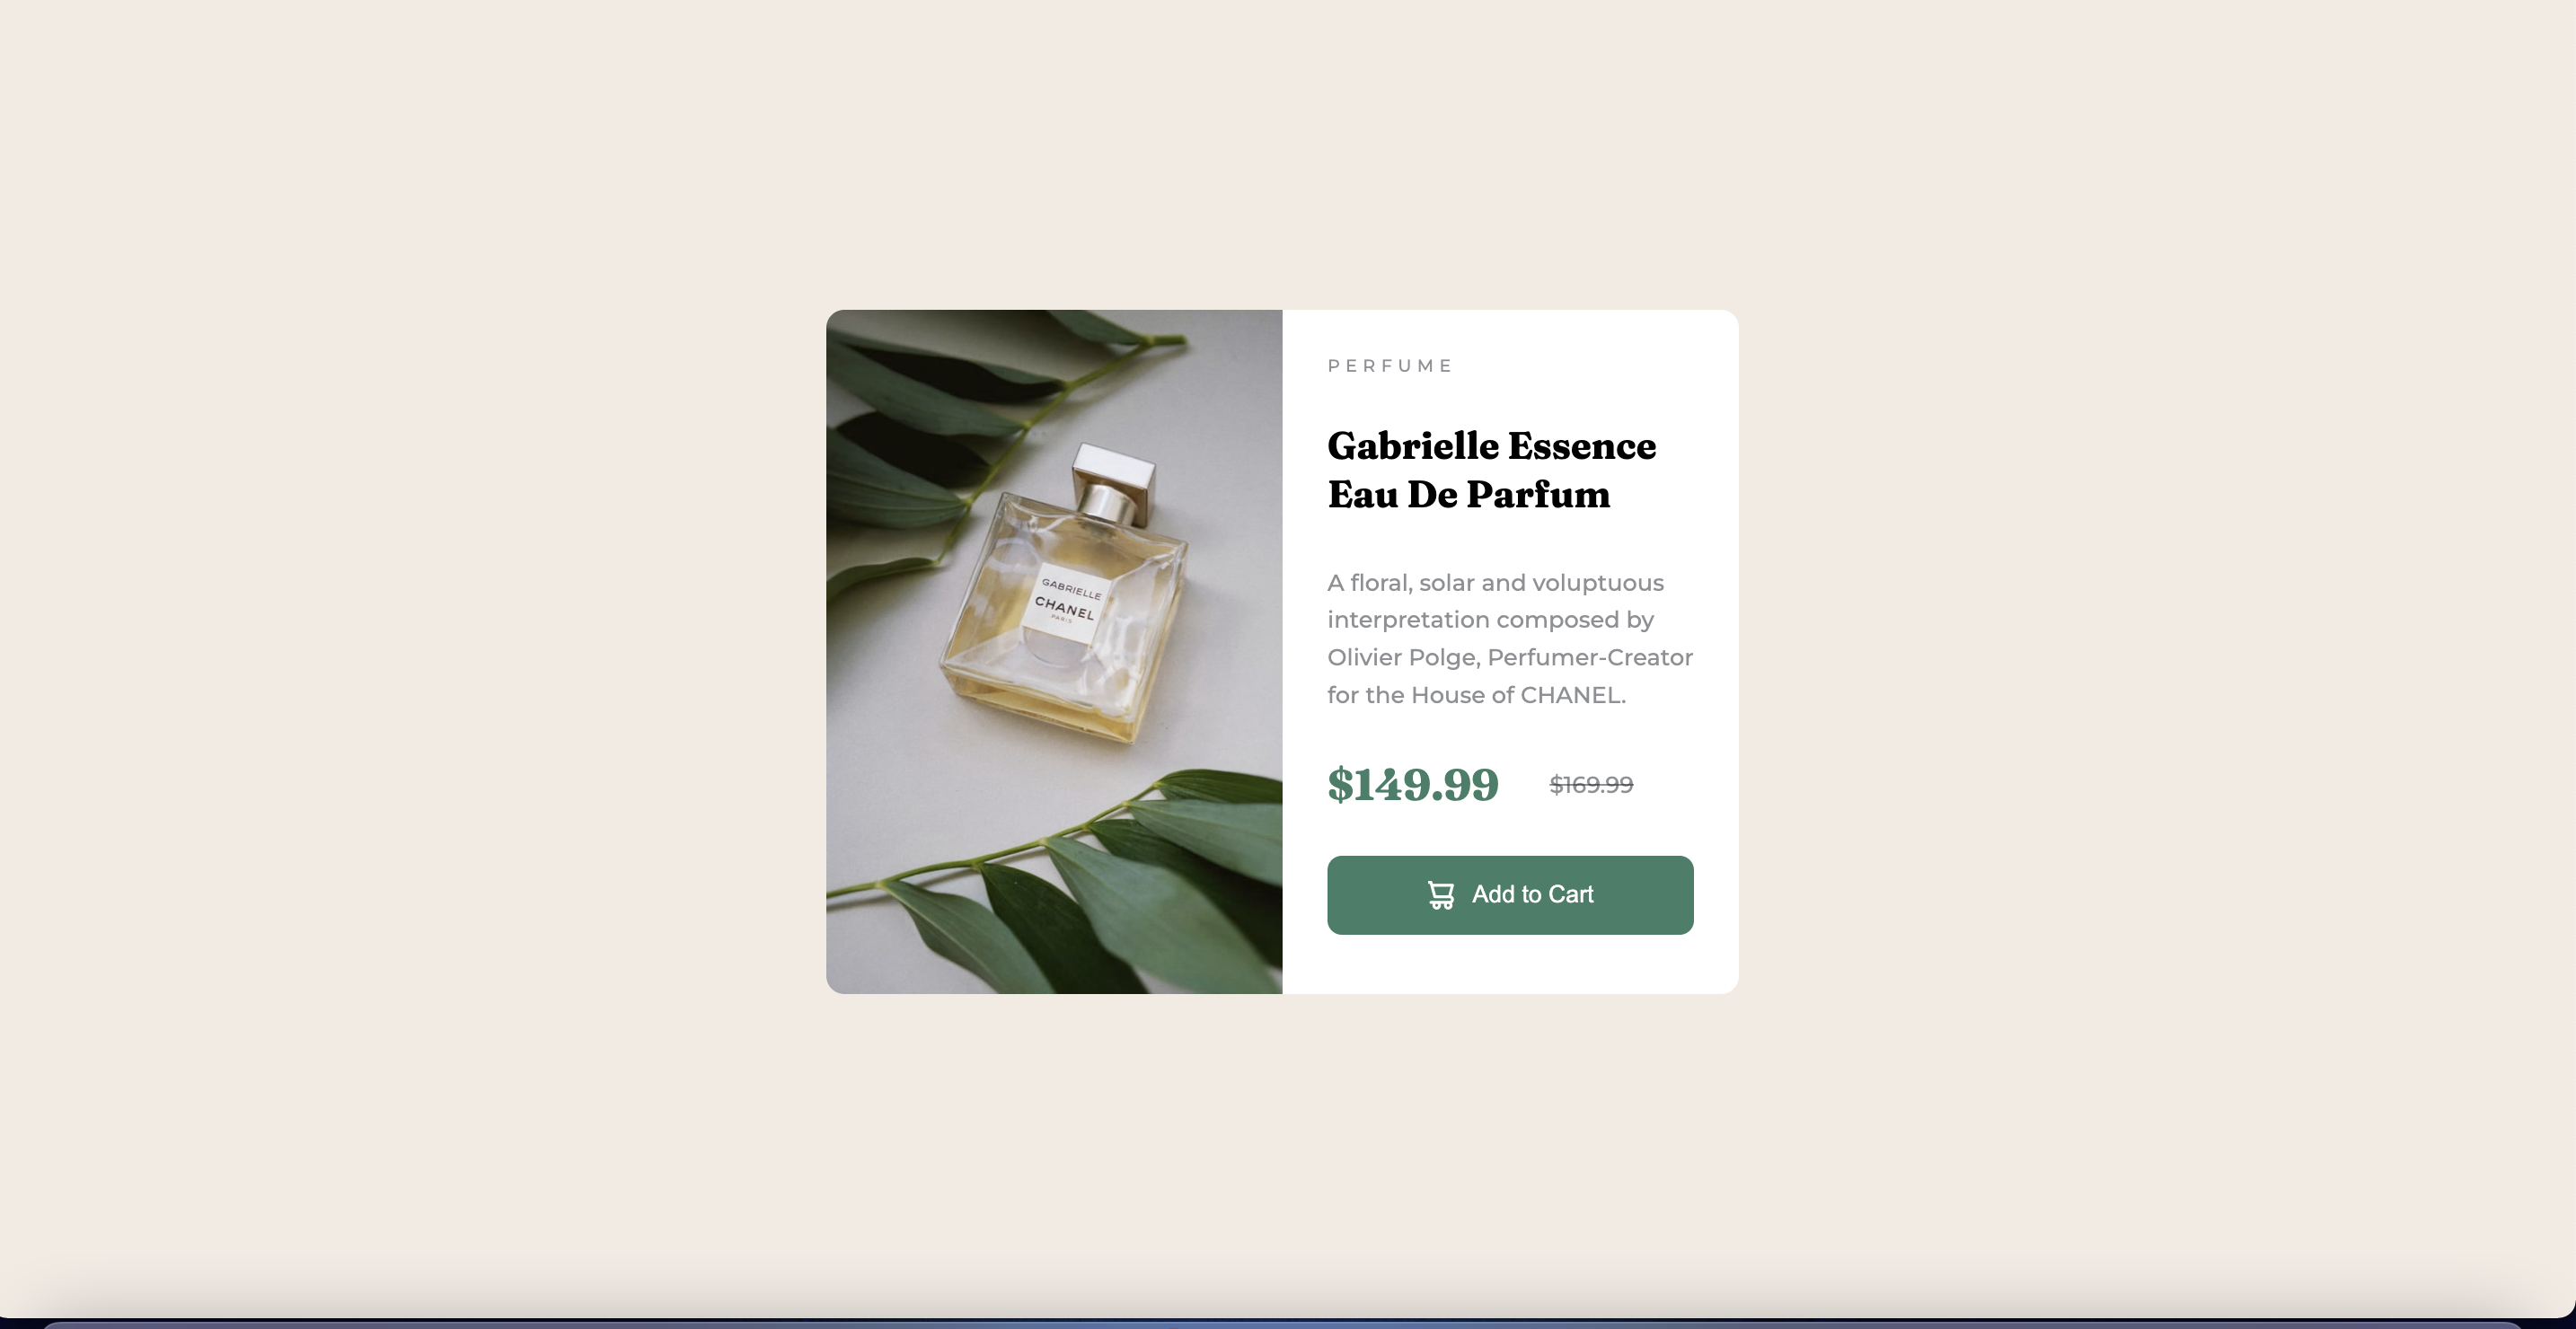 GABRIELLE
CHANEL
PARIS
PERFUME
Gabrielle Essence
Eau De Parfum
A floral, solar and voluptuous
interpretation composed by
Olivier Polge, Perfumer-Creator
for the House of CHANEL.
$149.99 $169.99
Add to Cart